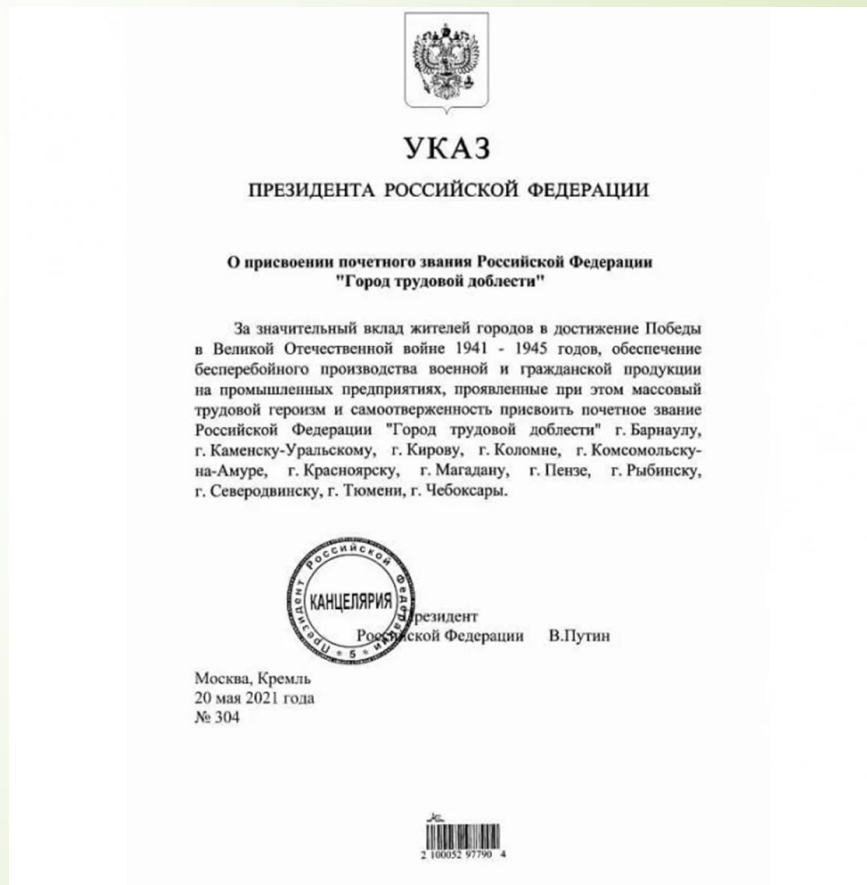 УКАЗ
ПРЕЗИДЕНТА РОССИЙСКОЙ ФЕДЕРАЦИИ
О присвоении почетного звания Российской Федерации
"Город трудовой доблести"
За значительный вклад жителей городов в достижение Победы
в Великой Отечественной войне 1941 - 1945 годов, обеспечение
бесперебойного производства военной и гражданской продукции
на промышленных предприятиях, проявленные при этом массовый
трудовой героизм и самоотверженность присвоить почетное звание
Российской Федерации "Город трудовой доблести" г. Барнаулу,
г. Каменску-Уральскому, г. Кирову, г. Коломне, г. Комсомольску-
на-Амуре, г. Красноярску, г. Магадану, г. Пензе, г. Рыбинску,
г. Северодвинску, г. Тюмени, г. Чебоксары.
Президент Российской Федерации
* 5 *
КАНЦЕЛЯРИЯ
Президент
Российской Федерации В.Путин
Москва, Кремль
20 мая 2021 года
№ 304
2 100052 97790 4